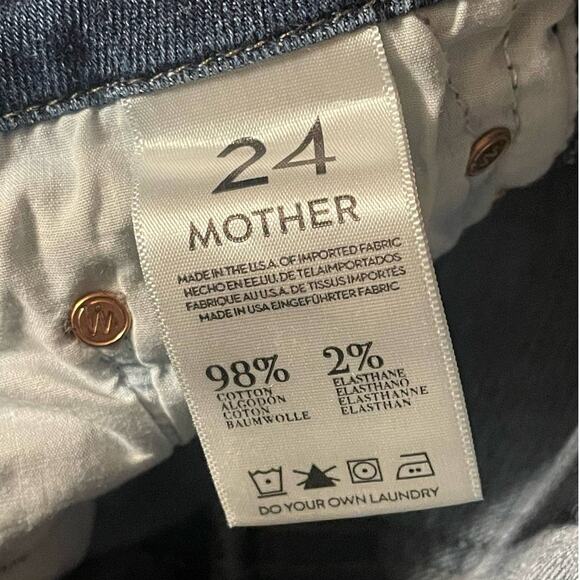 24
MOTHER
MADE IN THE U.S.A. OF IMPORTED FABRIC
HECHO EN EE.UU. DE TELA IMPORTADOS
FABRIQUE AU U.S.A. DE TISSUS IMPORTÉS
MADE IN USA EINGEFÜHRTER FABRIC
98%
COTTON
ALGODÓN
COTON
BAUMWOLLE
2%
ELASTHANE
ELASTHANO
ELASTHANNE
ELASTHAN
DO YOUR OWN LAUNDRY
M
M